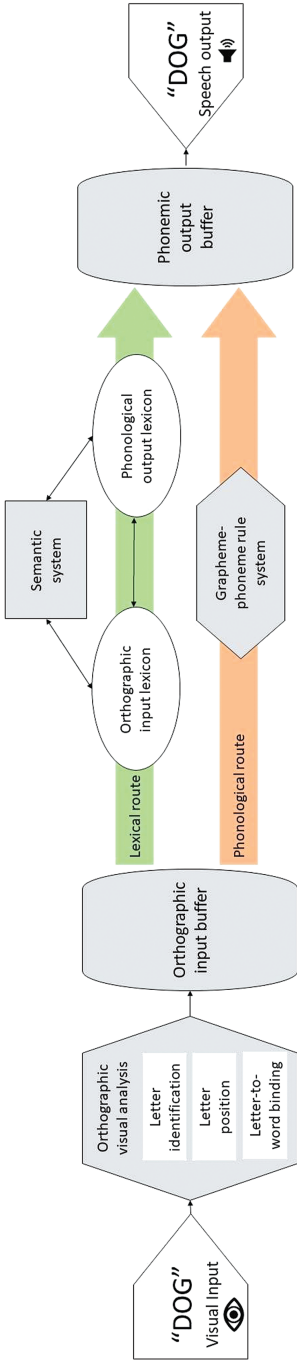 “DOG”
Visual Input
Orthographic
visual analysis
Letter
identification
Letter
position
Letter-to-
word binding
Orthographic
input buffer
Lexical route
Orthographic
input lexicon
Semantic
system
Phonological
output lexicon
Phonological route
Grapheme-
phoneme rule
system
Phonemic
output
buffer
“DOG”
Speech output